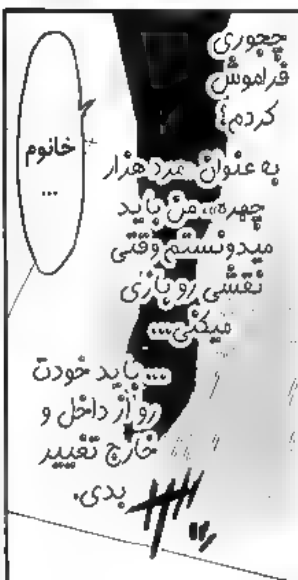 چجوری
فراموش
کردم؟
به عنوان مرد هزار
چهره... من باید
میدونستم وقتی
نقشی رو بازی
میکنی...
... باید خودت
رو از داخل و
خارج تغییر
بدی.
خانوم
...